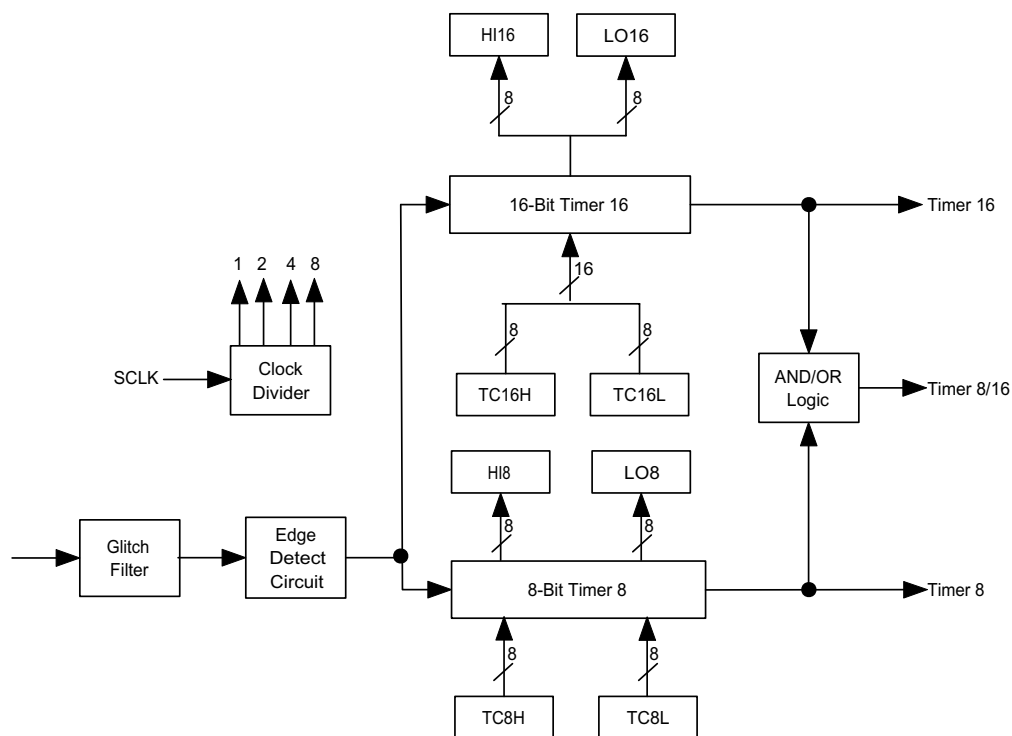 HI16
LO16
8
8
16-Bit Timer 16
Timer 16
16
1 2 4 8
8
8
SCLK
Clock
Divider
TC16H
TC16L
AND/OR
Logic
Timer 8/16
HI8
LO8
8
8
Glitch
Filter
Edge
Detect
Circuit
8-Bit Timer 8
Timer 8
8
8
TC8H
TC8L